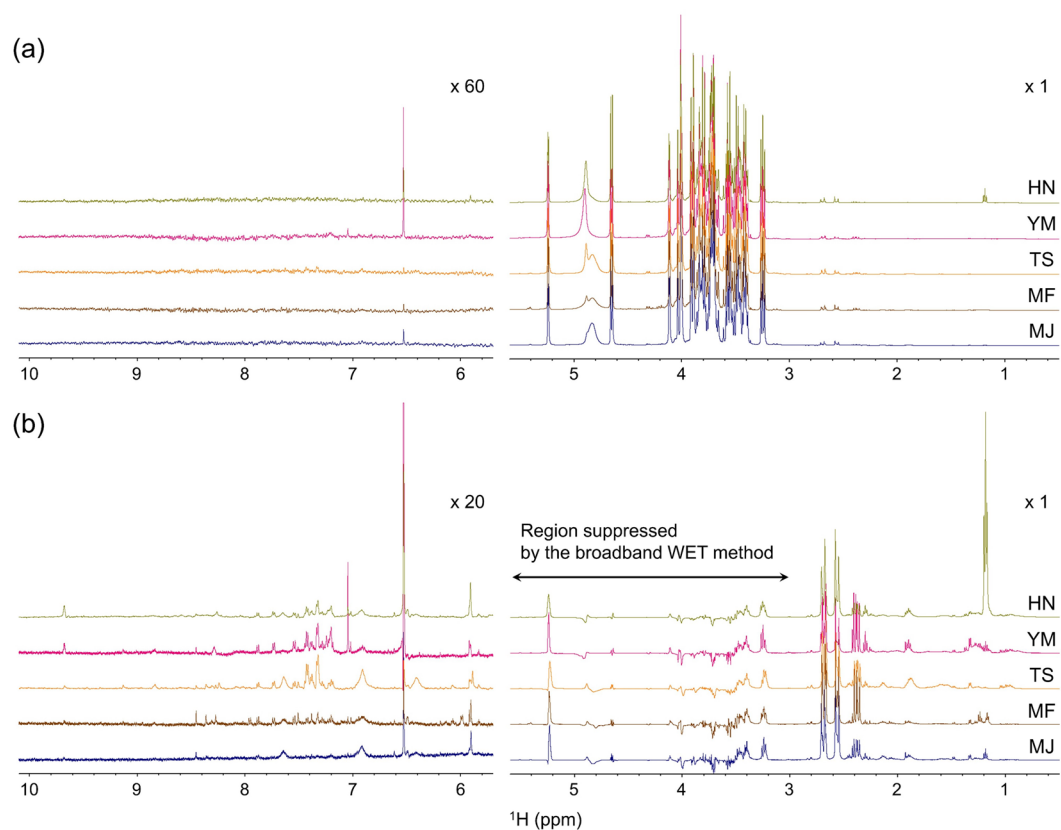 (a)
x 60
x 1
HN
YM
TS
MF
MJ
10 9 8 7 6 5 4 3 2 1
(b)
x 20
x 1
Region suppressed
by the broadband WET method
HN
YM
TS
MF
MJ
10 9 8 7 6 5 4 3 2 1
¹H (ppm)